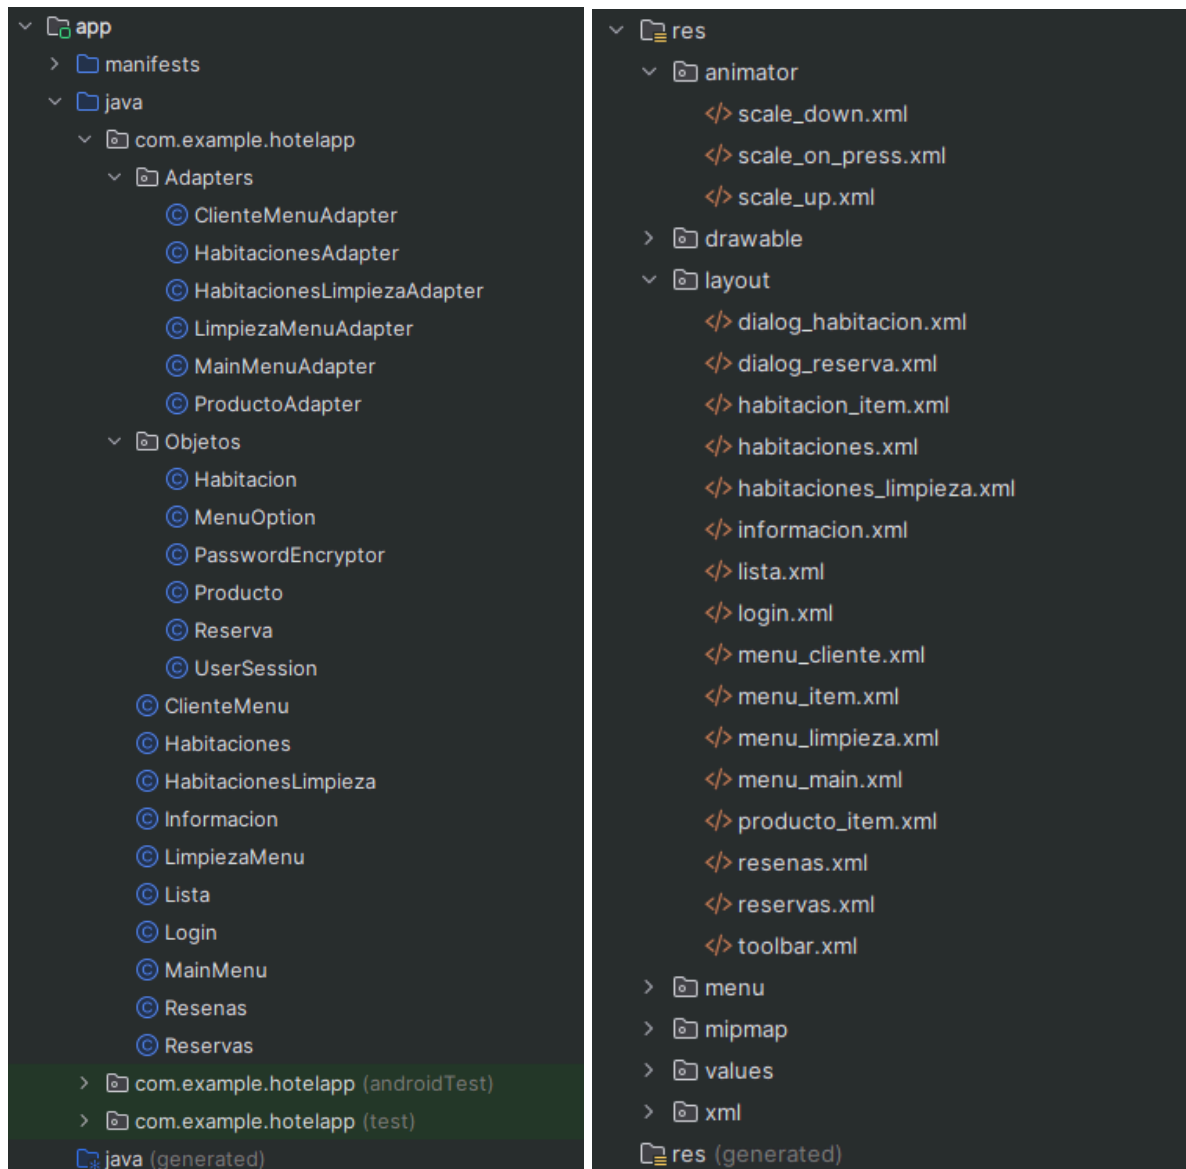 app
manifests
java
com.example.hotelapp
Adapters
ClienteMenuAdapter
HabitacionesAdapter
HabitacionesLimpiezaAdapter
LimpiezaMenuAdapter
MainMenuAdapter
ProductoAdapter
Objetos
Habitacion
MenuOption
PasswordEncryptor
Producto
Reserva
UserSession
ClienteMenu
Habitaciones
HabitacionesLimpieza
Informacion
LimpiezaMenu
Lista
Login
MainMenu
Resenas
Reservas
com.example.hotelapp (androidTest)
com.example.hotelapp (test)
java (generated)
res
animator
scale_down.xml
scale_on_press.xml
scale_up.xml
drawable
layout
dialog_habitacion.xml
dialog_reserva.xml
habitacion_item.xml
habitaciones.xml
habitaciones_limpieza.xml
informacion.xml
lista.xml
login.xml
menu_cliente.xml
menu_item.xml
menu_limpieza.xml
menu_main.xml
producto_item.xml
resenas.xml
reservas.xml
toolbar.xml
menu
mipmap
values
xml
res (generated)